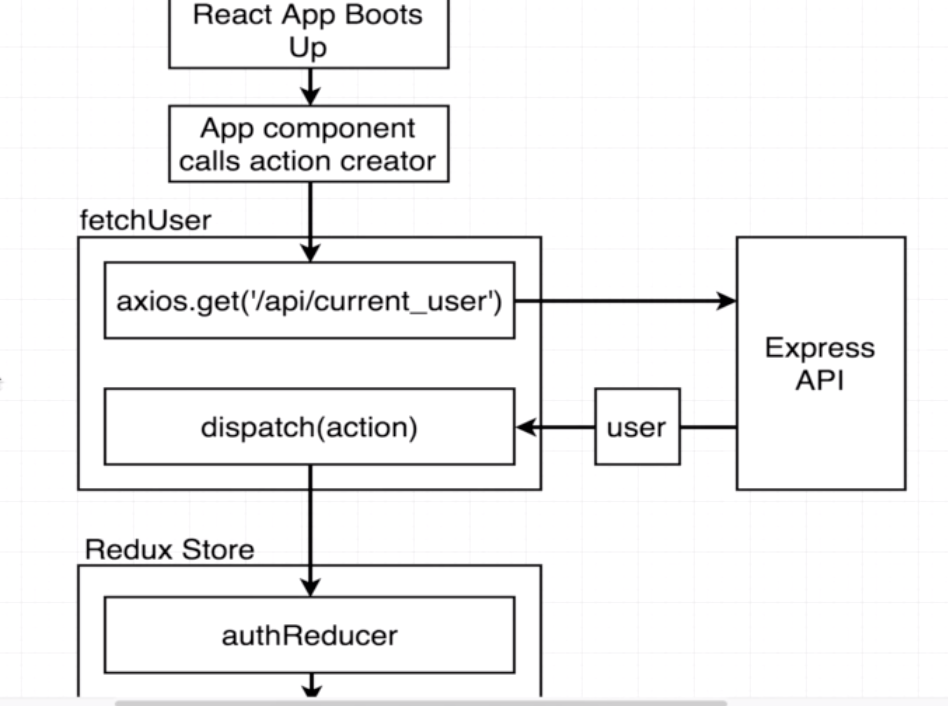 React App Boots
Up
App component
calls action creator
fetchUser
axios.get('/api/current_user')
Express
API
dispatch(action)
user
Redux Store
authReducer